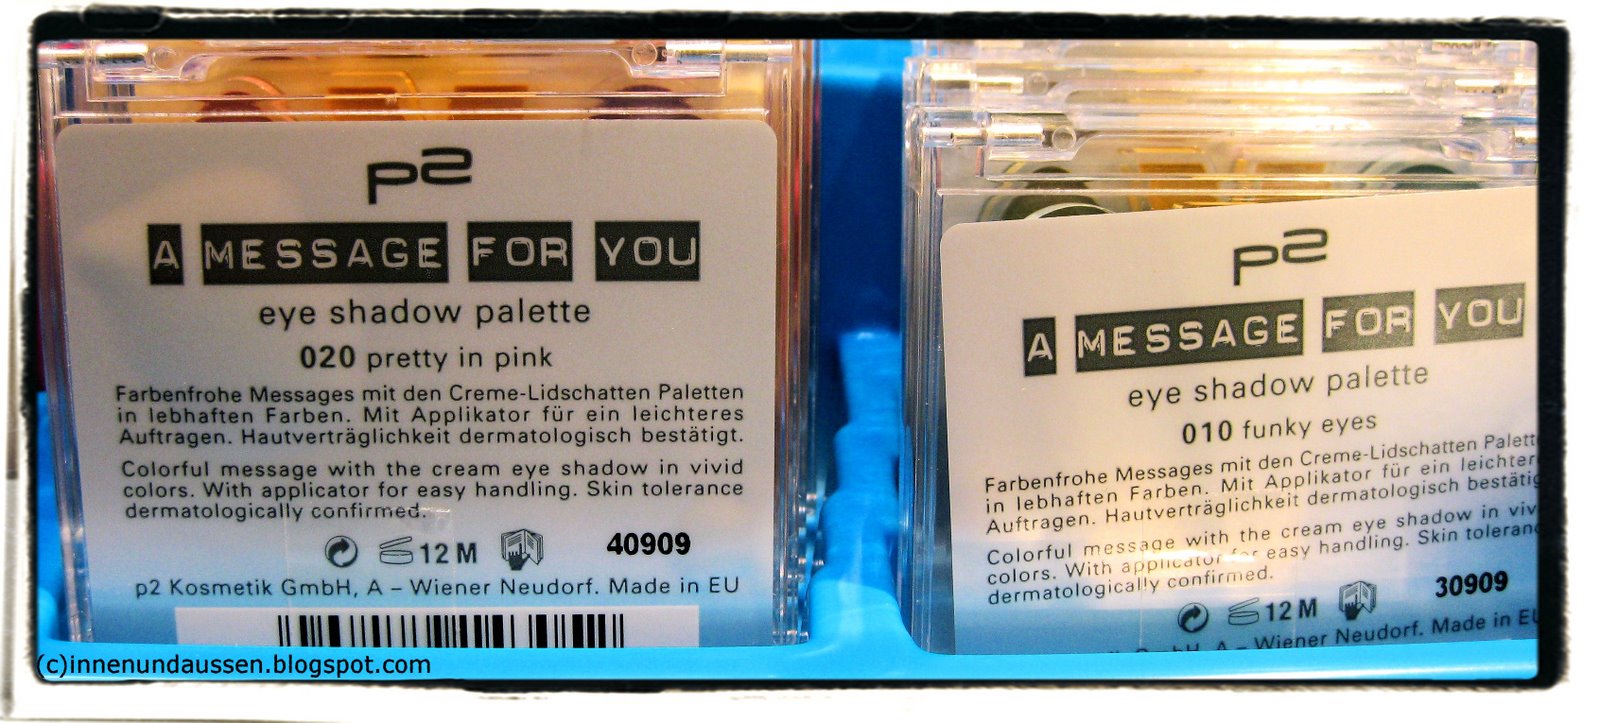 p2
A MESSAGE FOR YOU
eye shadow palette
020 pretty in pink
Farbenfrohe Messages mit den Creme-Lidschatten Paletten
in lebhaften Farben. Mit Applikator für ein leichteres
Auftragen. Hautverträglichkeit dermatologisch bestätigt.
Colorful message with the cream eye shadow in vivid
colors. With applicator for easy handling. Skin tolerance
dermatologically confirmed.
12 M
40909
p2 Kosmetik GmbH, A – Wiener Neudorf. Made in EU
p2
A MESSAGE FOR YOU
eye shadow palette
010 funky eyes
Farbenfrohe Messages mit den Creme-Lidschatten Palett
in lebhaften Farben. Mit Applikator für ein leichter
Auftragen. Hautverträglichkeit dermatologisch bestätig
Colorful message with the cream eye shadow in viv
colors. With applicator for easy handling. Skin toleran
dermatologically confirmed.
12 M
30909
GmbH, A – Wiener Neudorf. Made in EU
(c)innenundaussen.blogspot.com